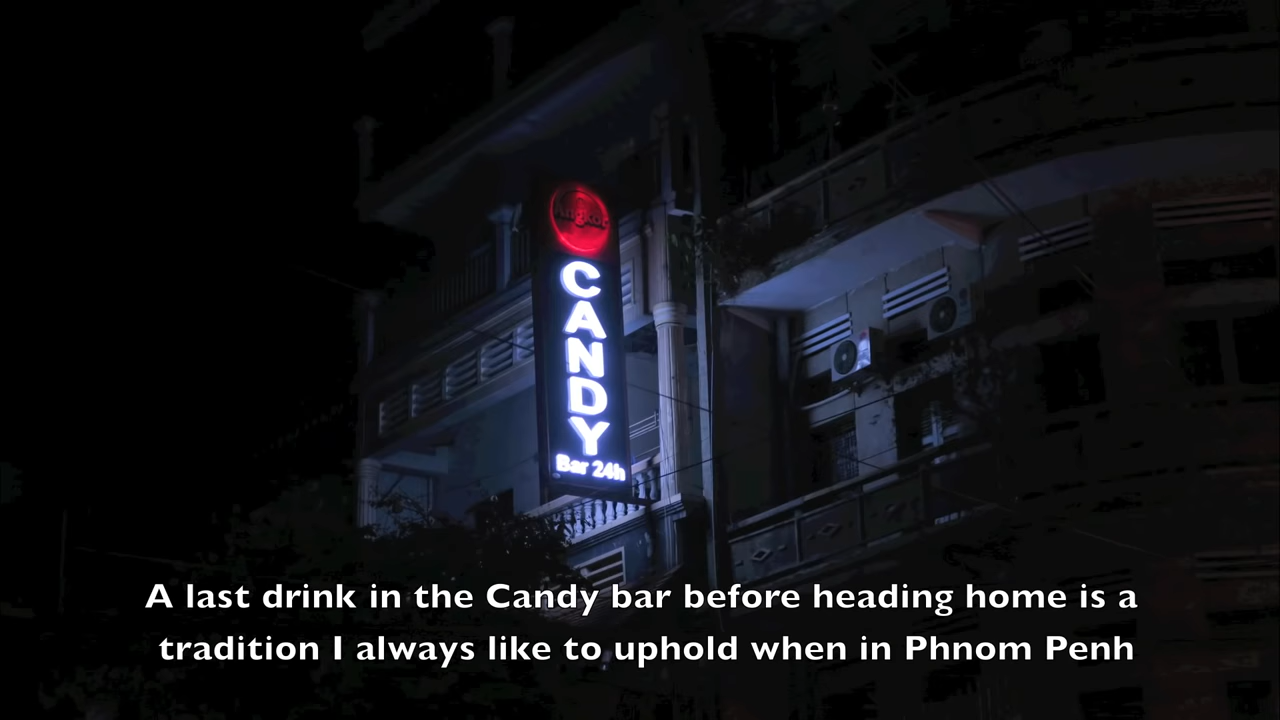 Angkor
CANDY
Bar 24h
A last drink in the Candy bar before heading home is a
tradition I always like to uphold when in Phnom Penh